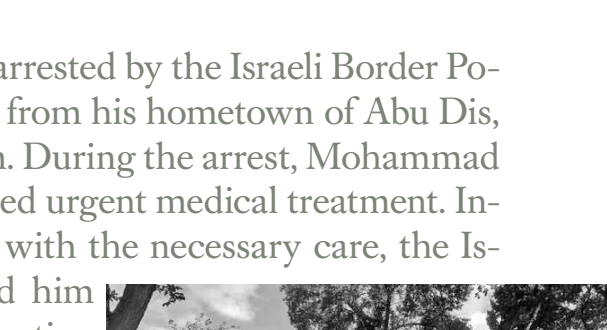 arrested by the Israeli Border Po-
from his hometown of Abu Dis,
. During the arrest, Mohammad
ed urgent medical treatment. In-
with the necessary care, the Is-
d him